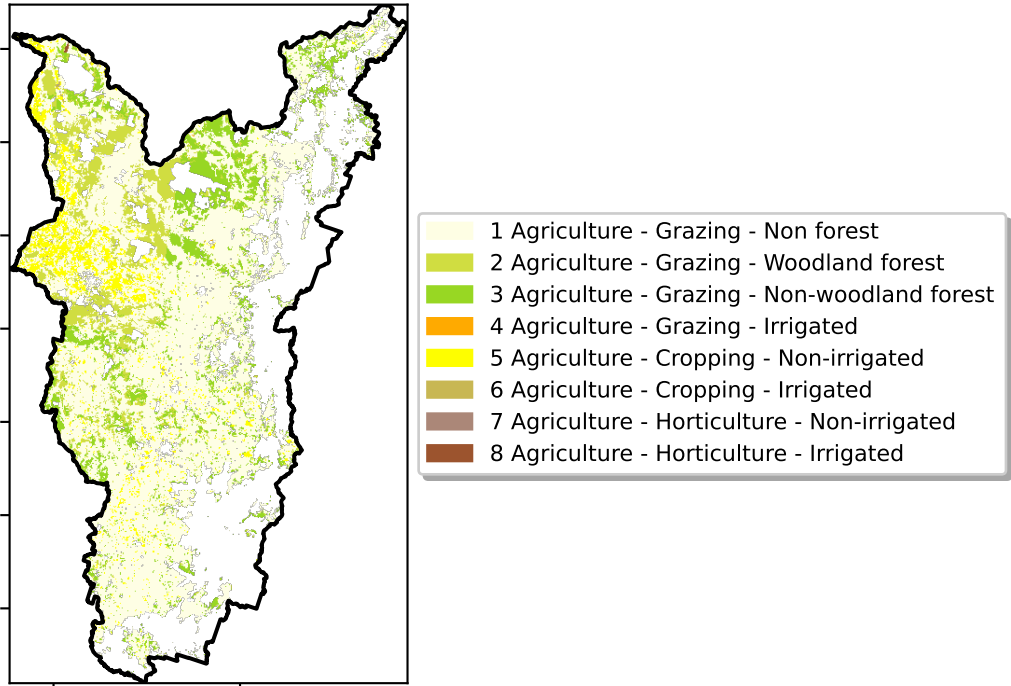 1 Agriculture - Grazing - Non forest
2 Agriculture - Grazing - Woodland forest
3 Agriculture - Grazing - Non-woodland forest
4 Agriculture - Grazing - Irrigated
5 Agriculture - Cropping - Non-irrigated
6 Agriculture - Cropping - Irrigated
7 Agriculture - Horticulture - Non-irrigated
8 Agriculture - Horticulture - Irrigated